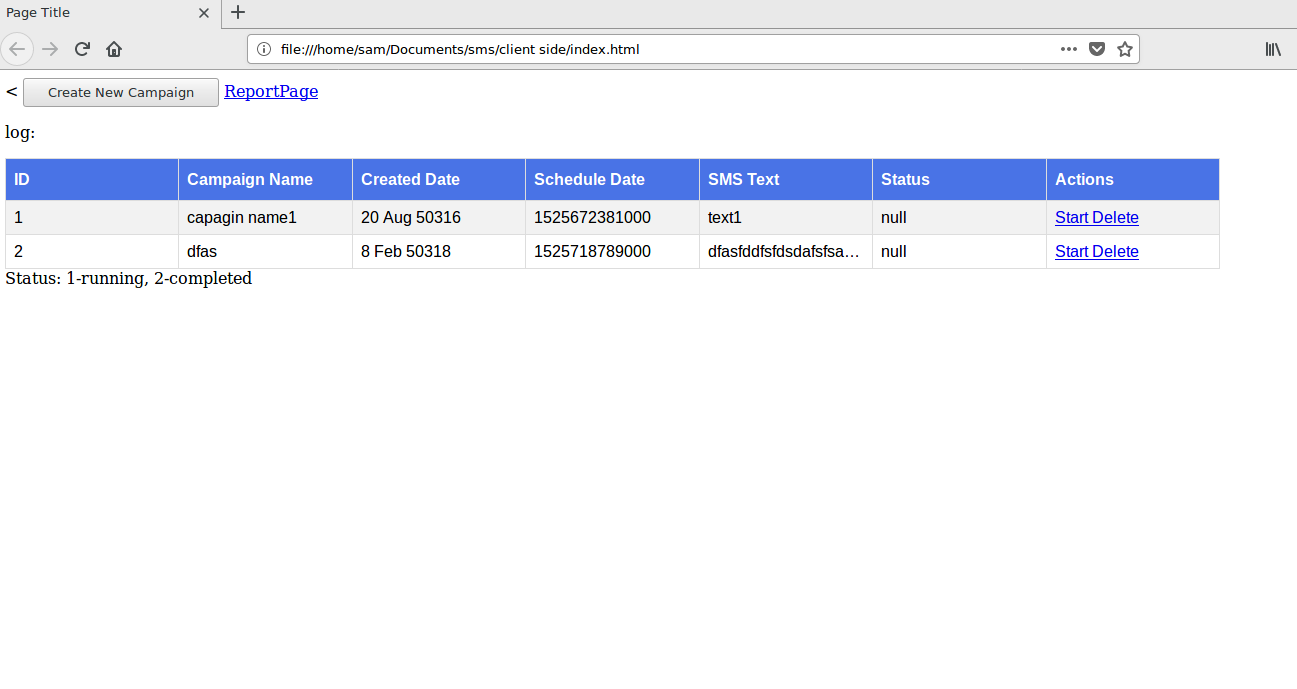 Page Title
file:///home/sam/Documents/sms/client side/index.html
< Create New Campaign ReportPage
log:
ID Campaign Name Created Date Schedule Date SMS Text Status Actions
1 capagin name1 20 Aug 50316 1525672381000 text1 null Start Delete
2 dfas 8 Feb 50318 1525718789000 dfasfddfsfdsdafsfsa… null Start Delete
Status: 1-running, 2-completed